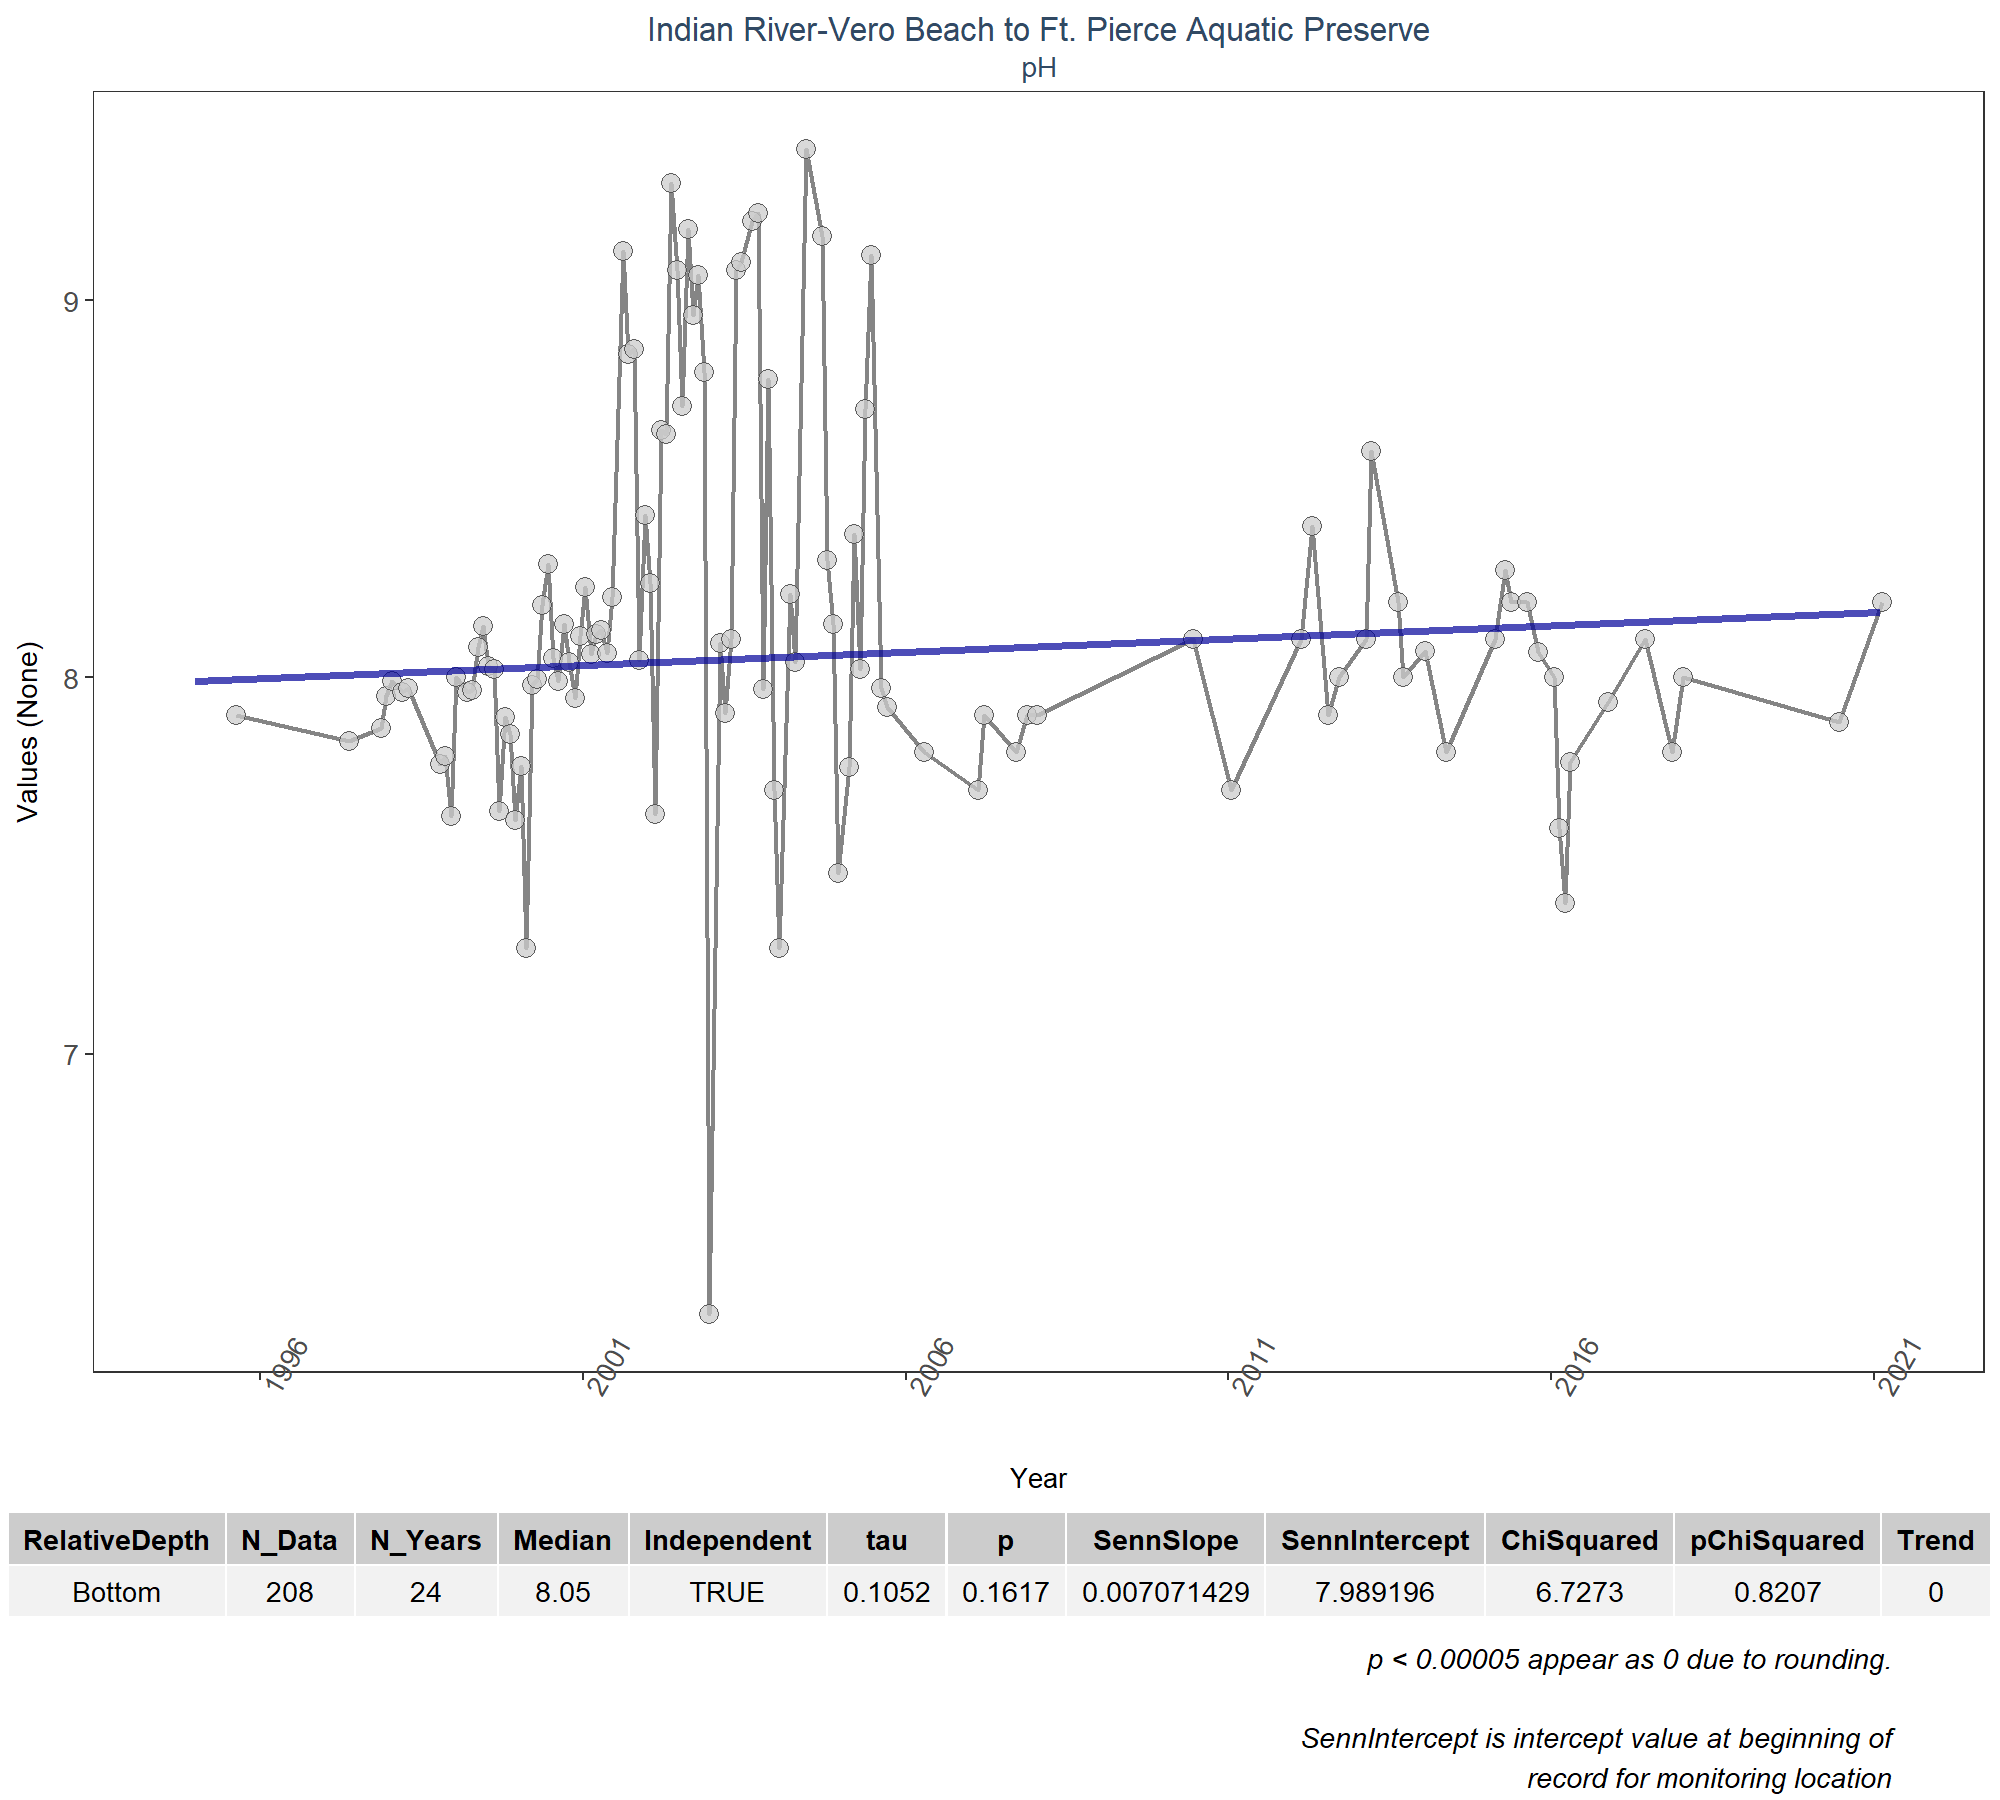 Indian River-Vero Beach to Ft. Pierce Aquatic Preserve
pH
Values (None)
9
8
7
1996 2001 2006 2011 2016 2021
Year
RelativeDepth N_Data N_Years Median Independent tau p SennSlope SennIntercept ChiSquared pChiSquared Trend
Bottom 208 24 8.05 TRUE 0.1052 0.1617 0.007071429 7.989196 6.7273 0.8207 0
p < 0.00005 appear as 0 due to rounding.
SennIntercept is intercept value at beginning of
record for monitoring location